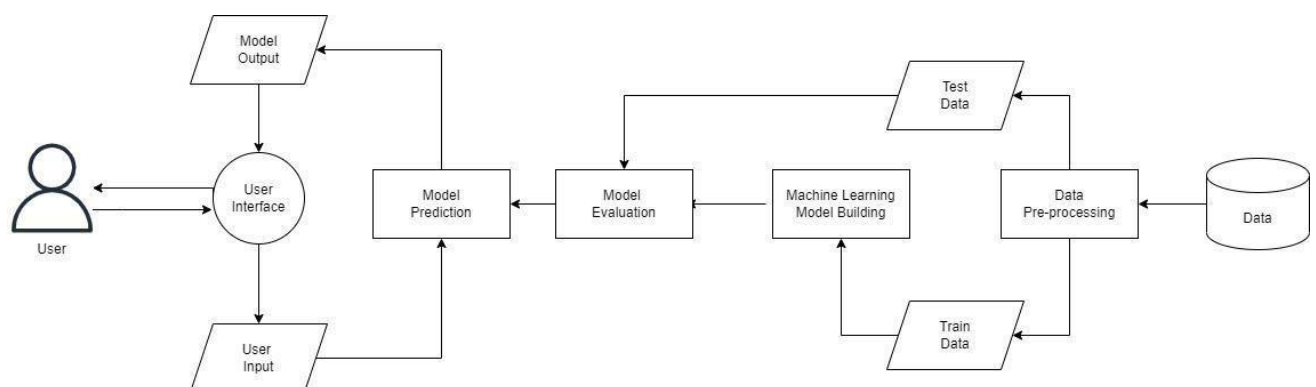 Model
Output
Test
Data
User
Interface
Model
Prediction
Model
Evaluation
Machine Learning
Model Building
Data
Pre-processing
Data
User
Train
Data
User
Input